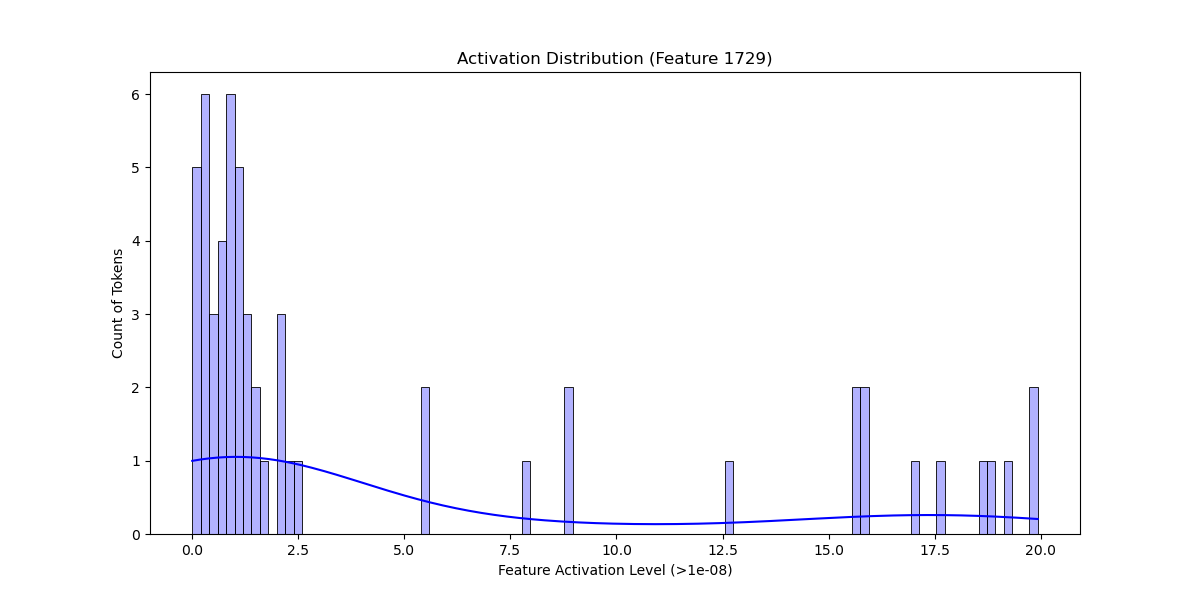 Activation Distribution (Feature 1729)
6
5
4
3
2
1
0
Count of Tokens
0.0 2.5 5.0 7.5 10.0 12.5 15.0 17.5 20.0
Feature Activation Level (>1e-08)